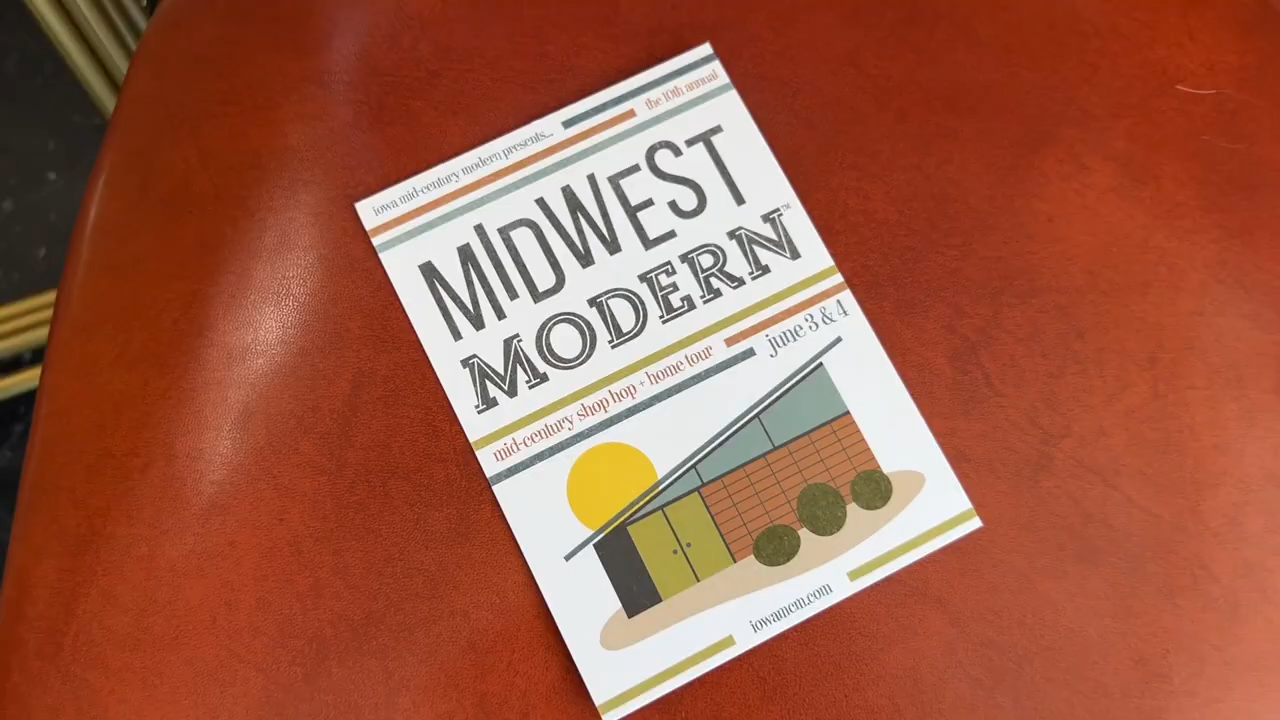 iowa mid-century modern presents...
the 10th annual
MIDWEST
MODERN™
mid-century shop hop + home tour
june 3 & 4
iowamcm.com